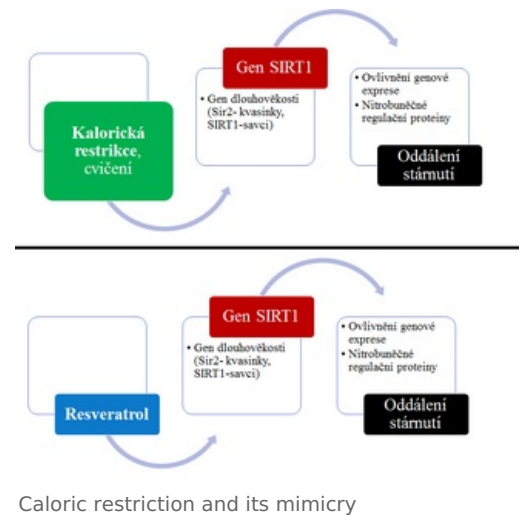 Gen SIRT1
Kalorická
restrikce,
cvičení
• Gen dlouhověkosti
(Sir2- kvasinky,
SIRT1-savci)
• Ovlivnění genové
exprese
• Nitrobuněčné
regulační proteiny
Oddálení
stárnutí
Gen SIRT1
Resveratrol
• Gen dlouhověkosti
(Sir2- kvasinky,
SIRT1-savci)
• Ovlivnění genové
exprese
• Nitrobuněčné
regulační proteiny
Oddálení
stárnutí
Caloric restriction and its mimicry